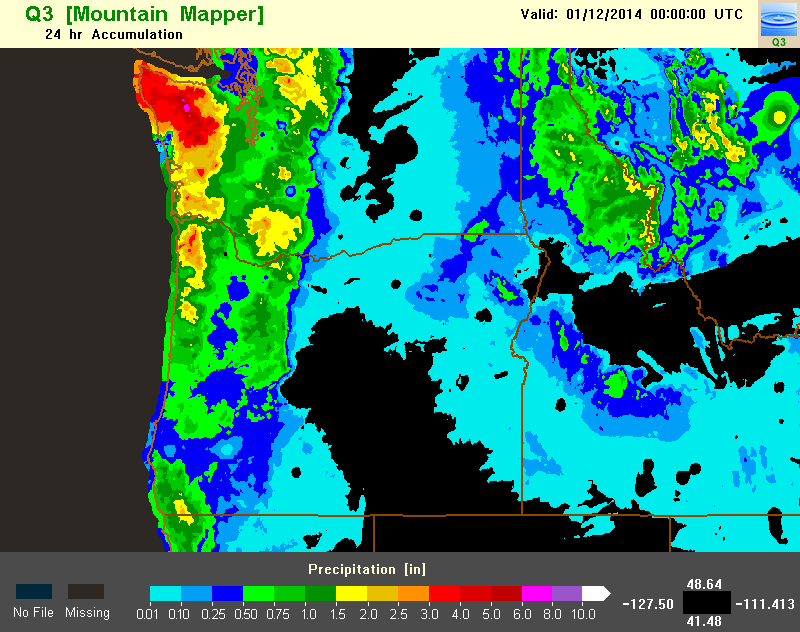 Q3 [Mountain Mapper]
Valid: 01/12/2014 00:00:00 UTC
24 hr Accumulation
Q3
Precipitation [in]
No File Missing
0.01 0.10 0.25 0.50 0.75 1.0 1.5 2.0 2.5 3.0 4.0 5.0 6.0 8.0 10.0
48.64
-127.50 -111.413
41.48